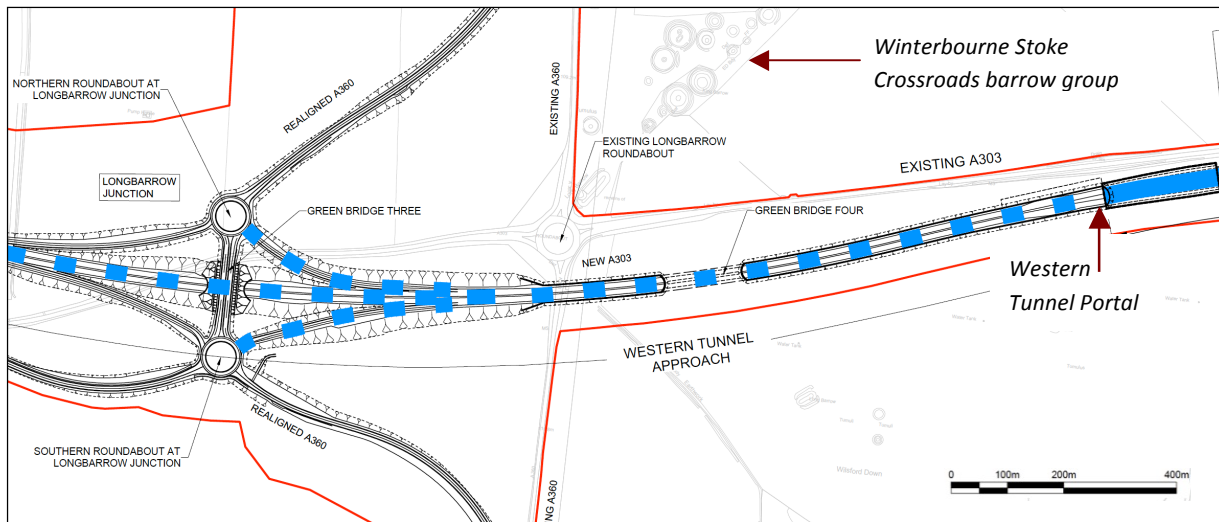 Winterbourne Stoke
Crossroads barrow group
NORTHERN ROUNDABOUT AT
LONGBARROW JUNCTION
REALIGNED A360
EXISTING A360
EXISTING LONGBARROW
ROUNDABOUT
EXISTING A303
LONGBARROW
JUNCTION
GREEN BRIDGE THREE
GREEN BRIDGE FOUR
NEW A303
Western
Tunnel Portal
WESTERN TUNNEL
APPROACH
REALIGNED A360
SOUTHERN ROUNDABOUT AT
LONGBARROW JUNCTION
NG A360
Wilsford Down
0 100m 200m 400m